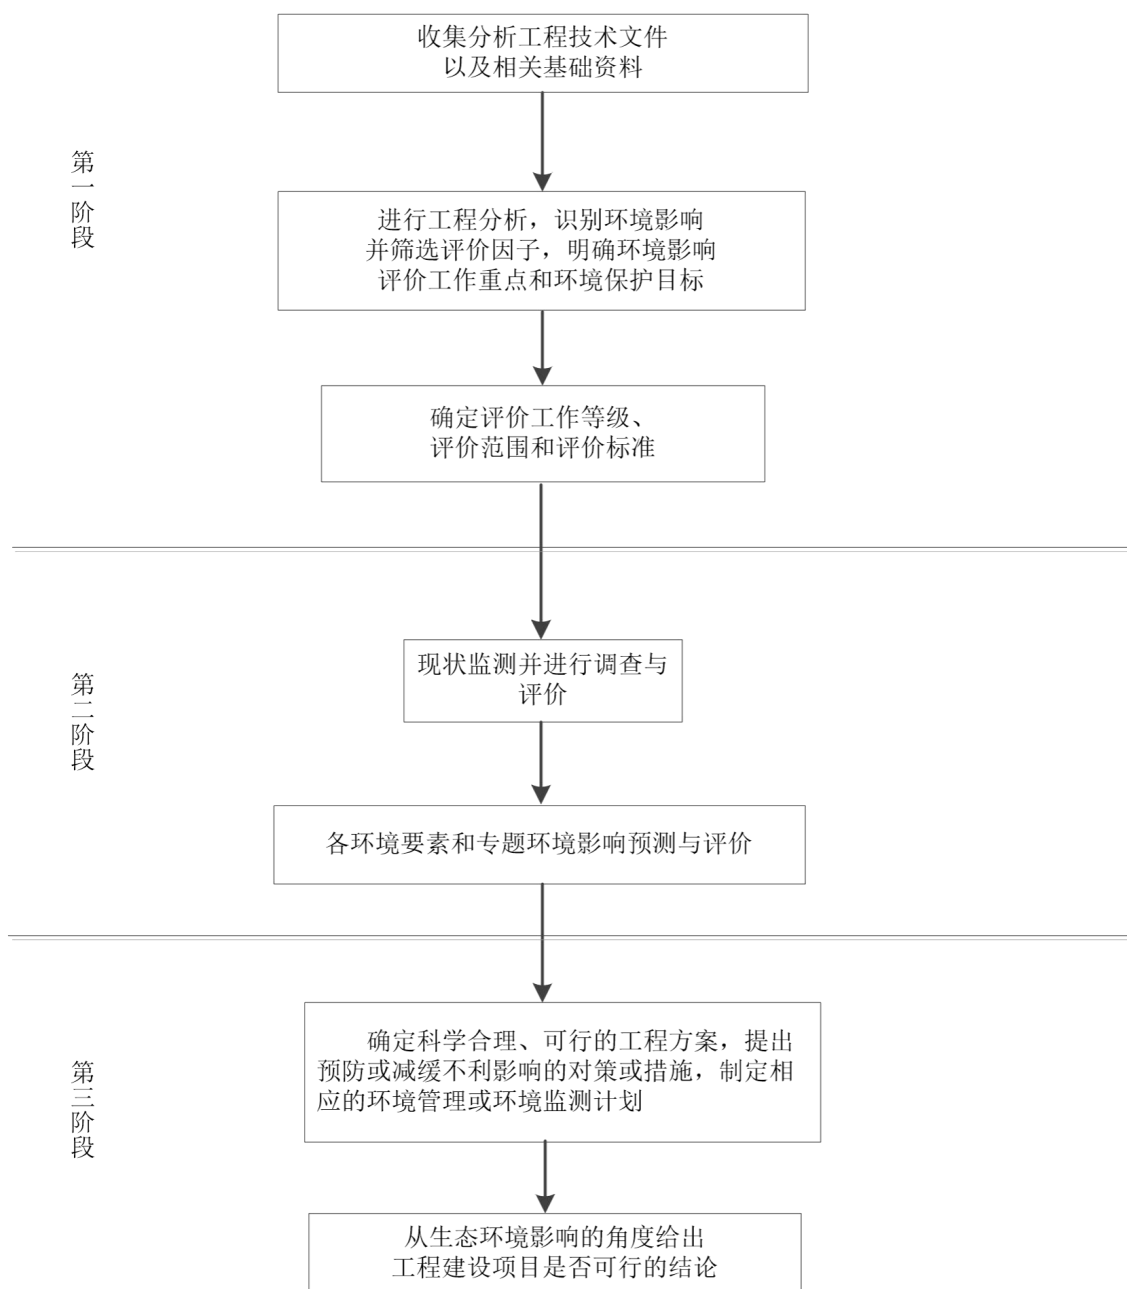 收集分析工程技术文件
以及相关基础资料
第一阶段
进行工程分析，识别环境影响
并筛选评价因子，明确环境影响
评价工作重点和环境保护目标
确定评价工作等级、
评价范围和评价标准
第二阶段
现状监测并进行调查与
评价
各环境要素和专题环境影响预测与评价
第三阶段
确定科学合理、可行的工程方案，提出
预防或减缓不利影响的对策或措施，制定相
应的环境管理或环境监测计划
从生态环境影响的角度给出
工程建设项目是否可行的结论